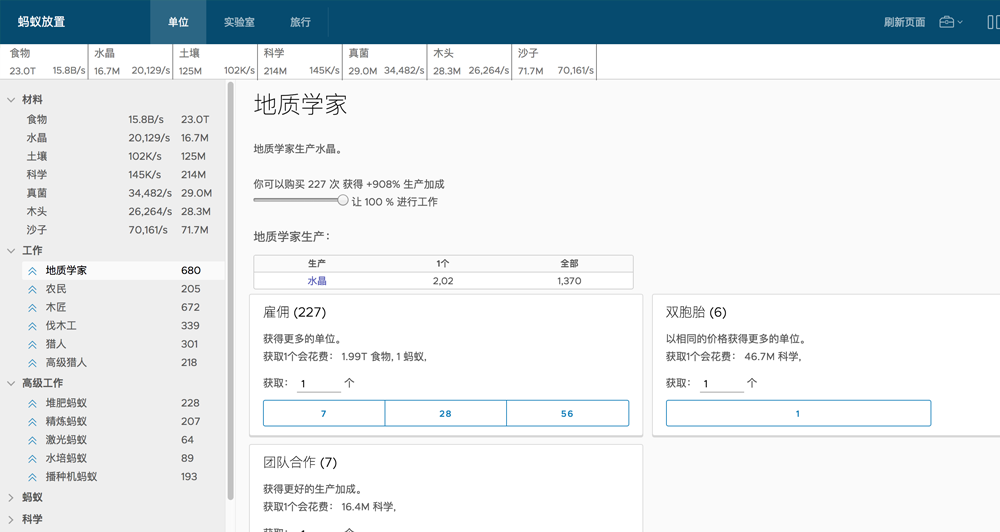 蚂蚁放置 单位 实验室 旅行 刷新页面
食物 水晶 土壤 科学 真菌 木头 沙子
23.0T 15.8B/s 16.7M 20,129/s 125M 102K/s 214M 145K/s 29.0M 34,482/s 28.3M 26,264/s 71.7M 70,161/s
材料
食物 15.8B/s 23.0T
水晶 20,129/s 16.7M
土壤 102K/s 125M
科学 145K/s 214M
真菌 34,482/s 29.0M
木头 26,264/s 28.3M
沙子 70,161/s 71.7M
工作
地质学家 680
农民 205
木匠 672
伐木工 339
猎人 301
高级猎人 218
高级工作
堆肥蚂蚁 228
精炼蚂蚁 207
激光蚂蚁 64
水培蚂蚁 89
播种机蚂蚁 193
蚂蚁
科学
地质学家
地质学家生产水晶。
你可以购买 227 次 获得 +908% 生产加成
让 100 % 进行工作
地质学家生产：
生产 1个 全部
水晶 2,02 1,370
雇佣 (227)
获得更多的单位。
获取1个会花费： 1.99T 食物, 1 蚂蚁,
获取： 1 个
7 28 56
双胞胎 (6)
以相同的价格获得更多的单位。
获取1个会花费： 46.7M 科学,
获取： 1 个
1
团队合作 (7)
获得更好的生产加成。
获取1个会花费： 16.4M 科学,